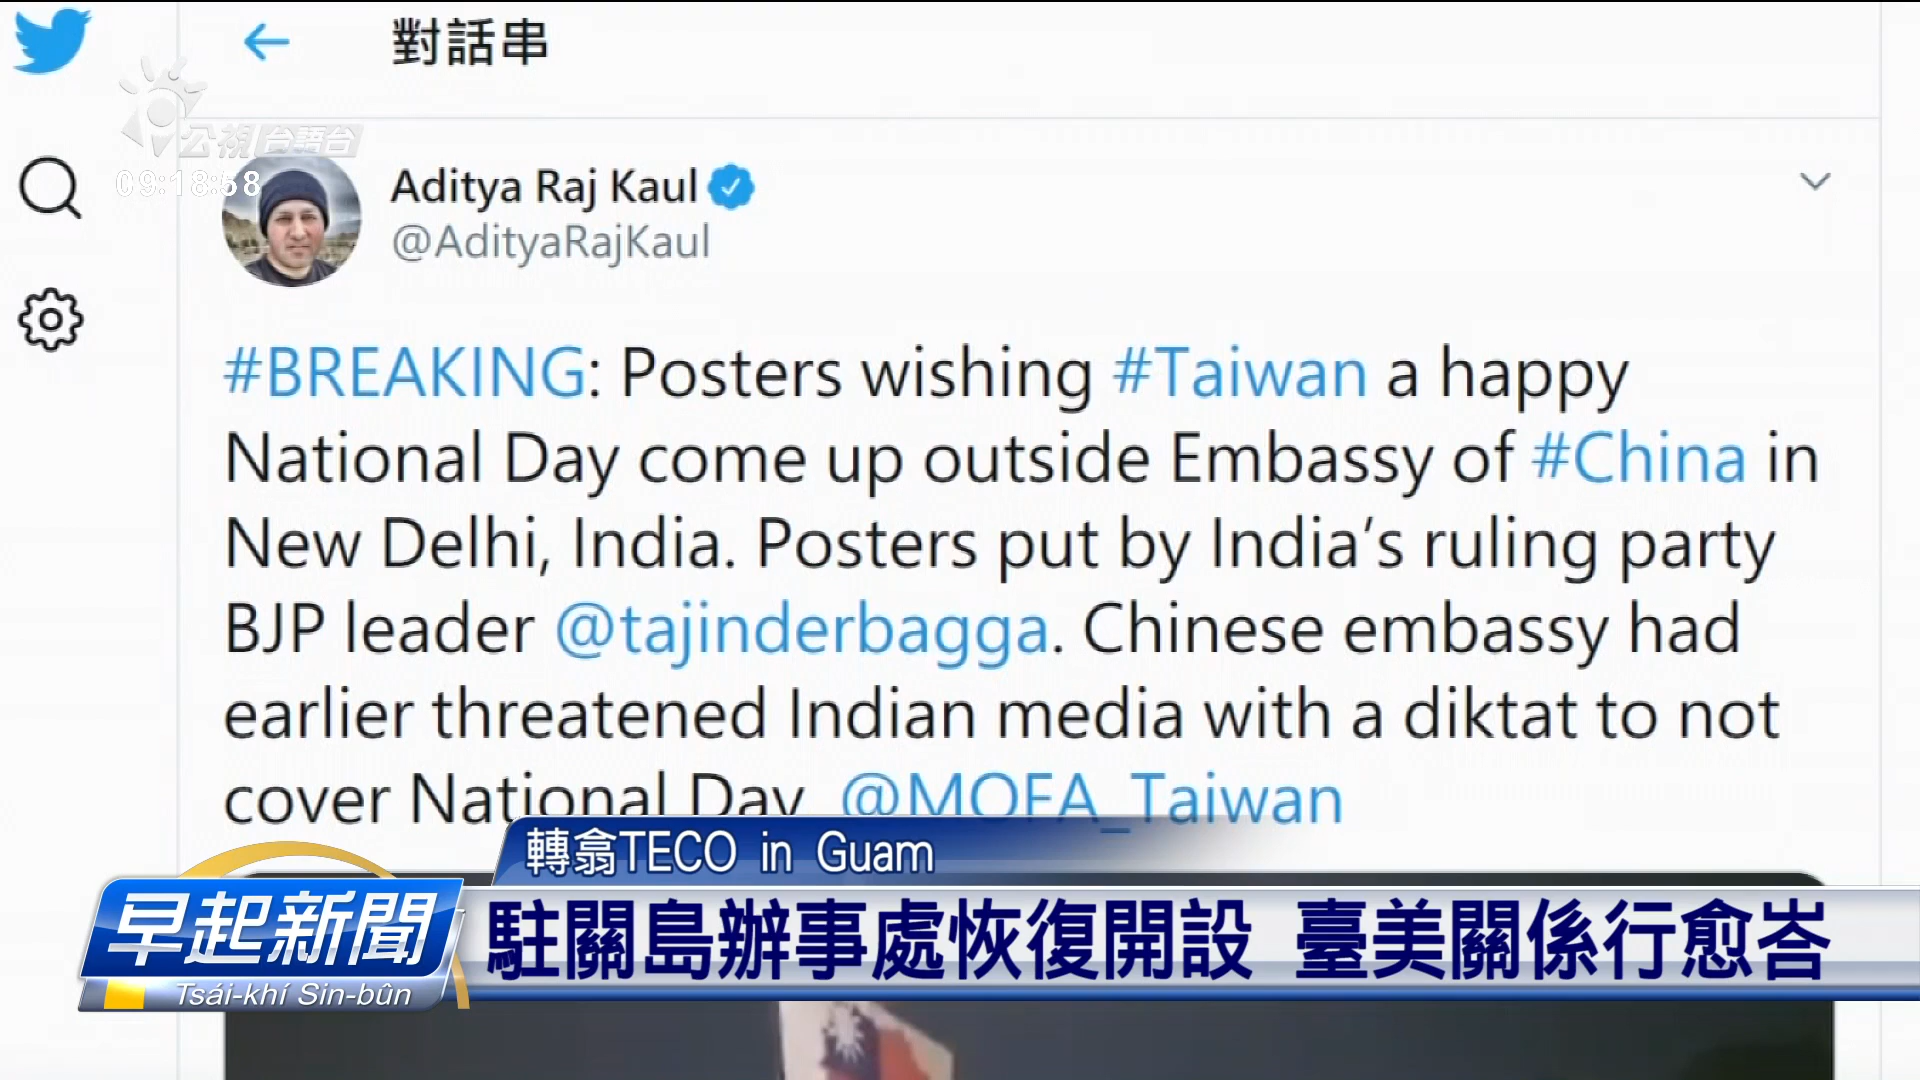 對話串
公視台語台
09:18:58
Aditya Raj Kaul
@AdityaRajKaul
#BREAKING: Posters wishing #Taiwan a happy
National Day come up outside Embassy of #China in
New Delhi, India. Posters put by India’s ruling party
BJP leader @tajinderbagga. Chinese embassy had
earlier threatened Indian media with a diktat to not
cover National Day. @MOFA_Taiwan
轉翕TECO in Guam
早起新聞
Tsái-khí Sin-bûn
駐關島辦事處恢復開設 臺美關係行愈峇